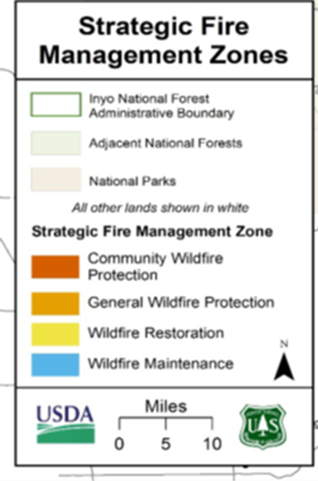 Strategic Fire
Management Zones
Inyo National Forest
Administrative Boundary
Adjacent National Forests
National Parks
All other lands shown in white
Strategic Fire Management Zone
Community Wildfire
Protection
General Wildfire Protection
Wildfire Restoration
Wildfire Maintenance
N
USDA
Miles
0 5 10
U S